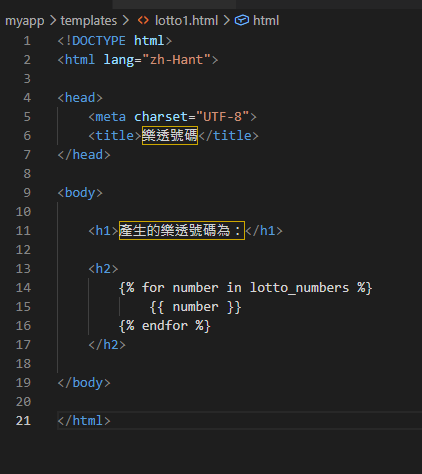 myapp > templates > lotto1.html > html
1 <!DOCTYPE html>
2 <html lang="zh-Hant">
3
4 <head>
5     <meta charset="UTF-8">
6     <title>樂透號碼</title>
7 </head>
8
9 <body>
10
11     <h1>產生的樂透號碼為：</h1>
12
13     <h2>
14         {% for number in lotto_numbers %}
15             {{ number }}
16         {% endfor %}
17     </h2>
18
19 </body>
20
21 </html>